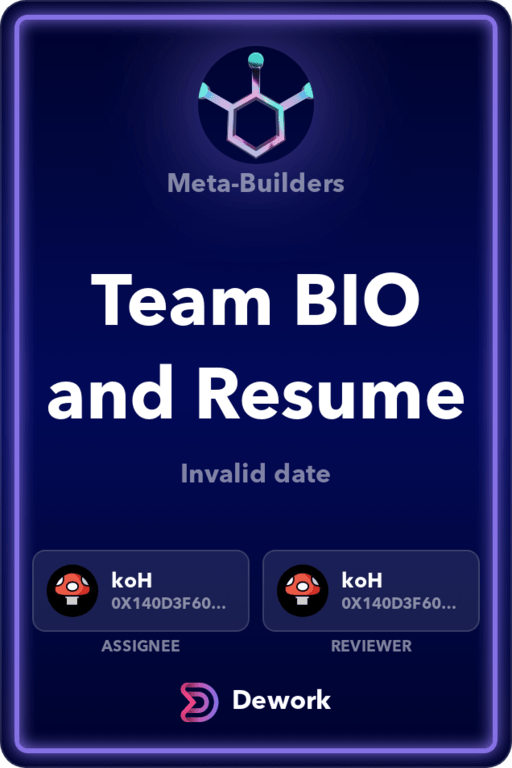 Meta-Builders
Team BIO
and Resume
Invalid date
koH
0X140D3F60...
ASSIGNEE
koH
0X140D3F60...
REVIEWER
Dework